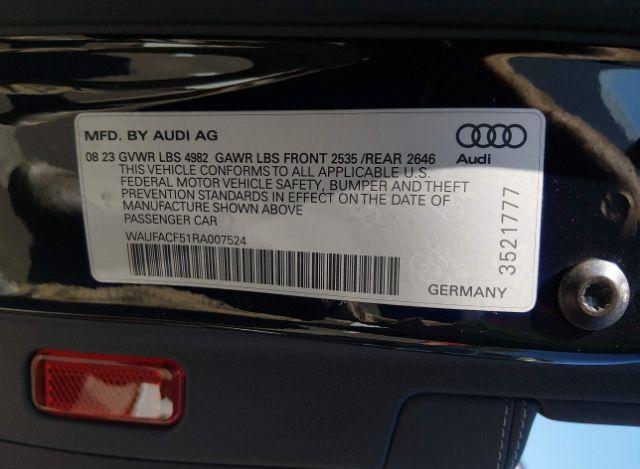 MFD. BY AUDI AG
08 23 GVWR LBS 4982 GAWR LBS FRONT 2535 /REAR 2646
THIS VEHICLE CONFORMS TO ALL APPLICABLE U.S.
FEDERAL MOTOR VEHICLE SAFETY, BUMPER AND THEFT
PREVENTION STANDARDS IN EFFECT ON THE DATE OF
MANUFACTURE SHOWN ABOVE
PASSENGER CAR
WAUFACF51RA007524
Audi
3521777
GERMANY